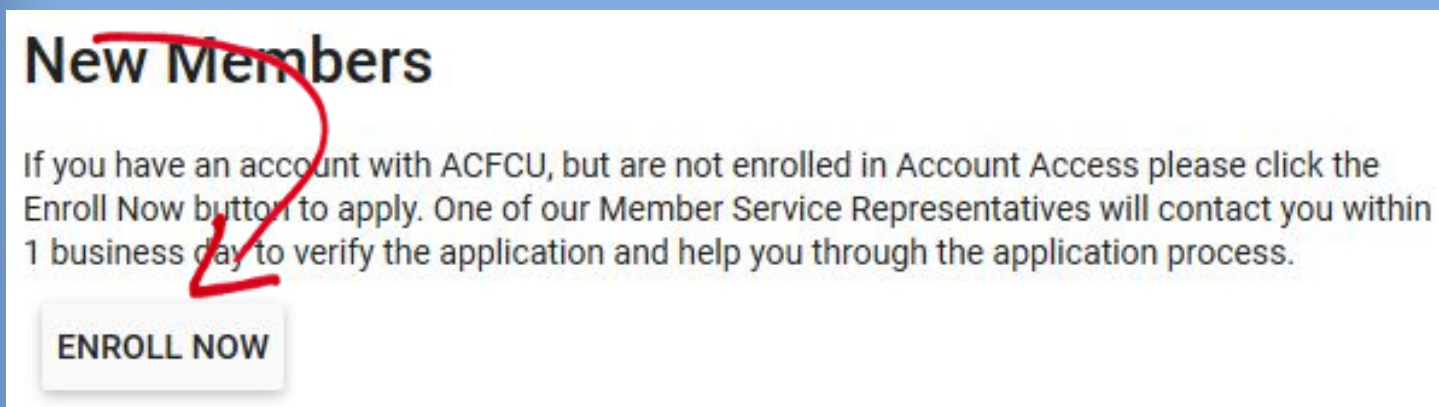 New Members
If you have an account with ACFCU, but are not enrolled in Account Access please click the
Enroll Now button to apply. One of our Member Service Representatives will contact you within
1 business day to verify the application and help you through the application process.
ENROLL NOW